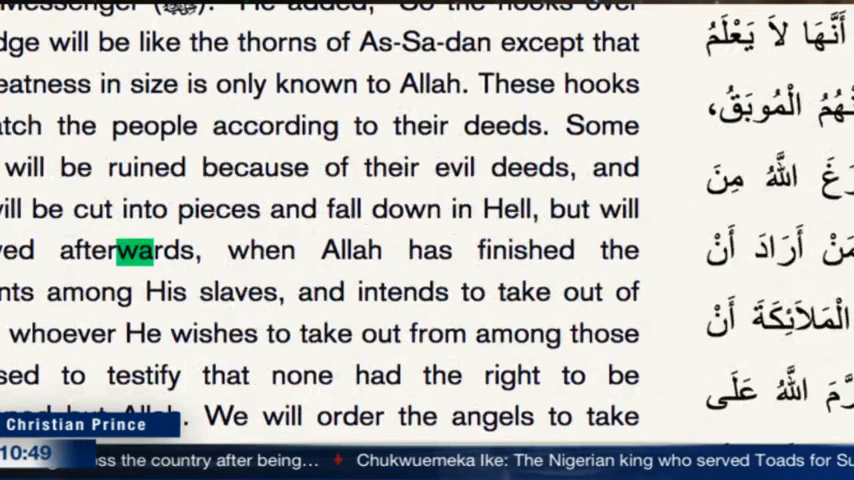 Messenger (ﷺ). He added, "So the hooks over
dge will be like the thorns of As-Sa-dan except that
eatness in size is only known to Allah. These hooks
atch the people according to their deeds. Some
will be ruined because of their evil deeds, and
vill be cut into pieces and fall down in Hell, but will
ved afterwards, when Allah has finished the
nts among His slaves, and intends to take out of
whoever He wishes to take out from among those
sed to testify that none had the right to be
but Allah. We will order the angels to take
أَنَّهَا لاَ يَعْلَمُ
نْهُمُ الْمُوبَقُ،
رَغَ اللَّهُ مِنَ
مَنْ أَرَادَ أَنْ
الْمَلاَئِكَةَ أَنْ
رَّمَ اللَّهُ عَلَى
Christian Prince
10:49
ss the country after being... + Chukwuemeka Ike: The Nigerian king who served Toads for Su